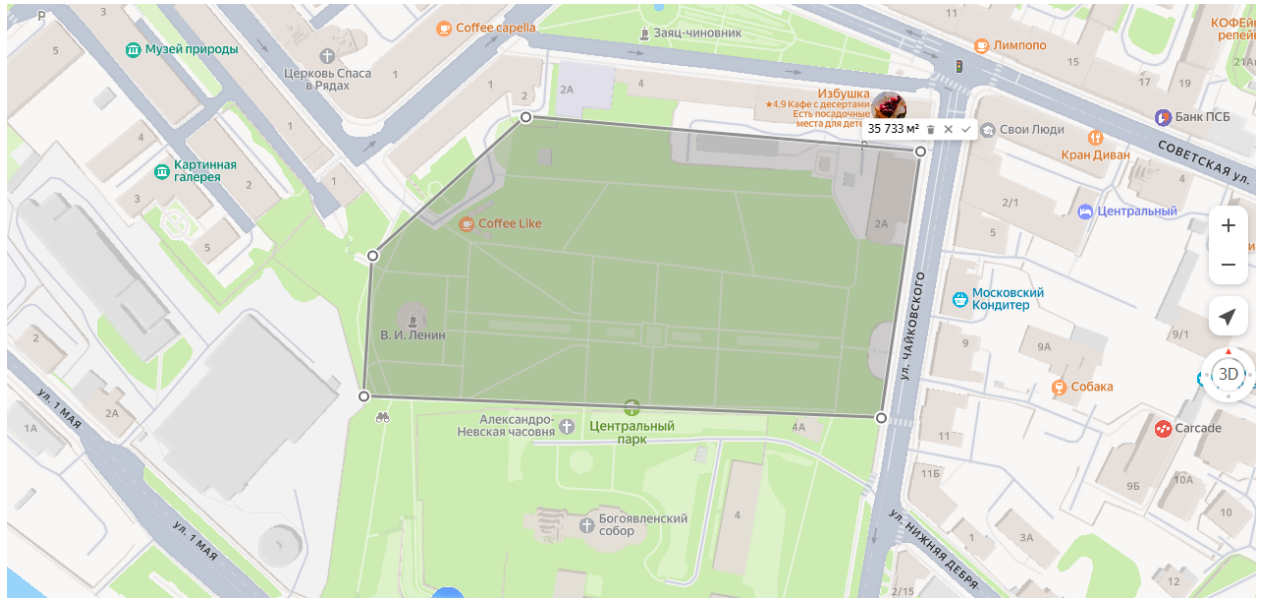 P
3
5
Музей природы
Церковь Спаса
в Рядах
1
Coffee capella
Заяц-чиновник
11
Лимпопо
15
17
19
21А
1
2
2А
4
Избушка
★4,9 Кафе с десертами
Есть посадочные
места для дете
35 733 м²
Свои Люди
Кран Диван
Банк ПСБ
СОВЕТСКАЯ УЛ.
4
1
4
Картинная
галерея
3
2
1
5
Coffee Like
2А
2/1
5
Центральный
+
−
В. И. Ленин
ул. ЧАЙКОВСКОГО
Московский
Кондитер
9
9А
9/1
3D
2
ул. 1 МАЯ
2А
1А
Александро-
Невская часовня
Центральный
парк
4А
Собака
Carcade
11
11Б
9Б
10А
10
Богоявленский
собор
4
ул. 1 МАЯ
ул. НИЖНЯЯ ДЕБРЯ
1
3А
12
2/15